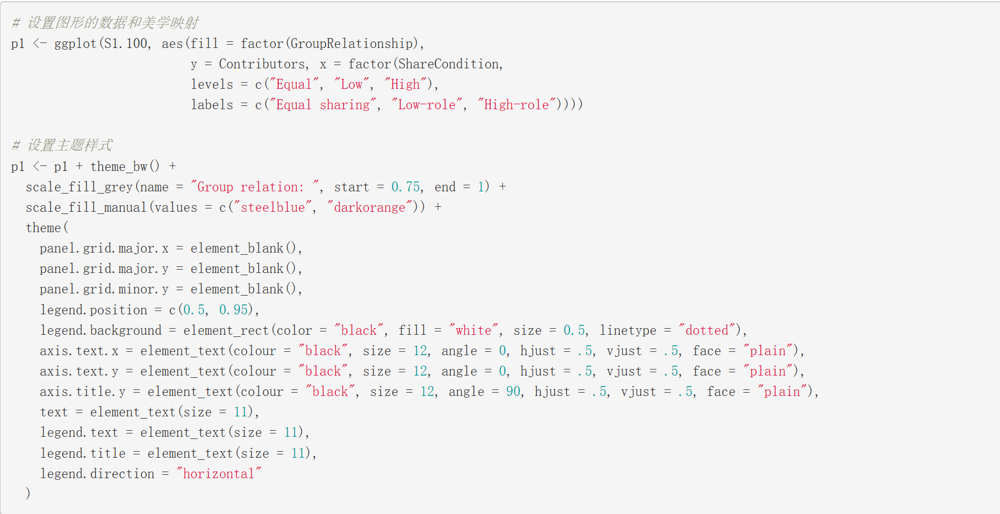 # 设置图形的数据和美学映射
p1 <- ggplot(S1.100, aes(fill = factor(GroupRelationship),
                         y = Contributors, x = factor(ShareCondition,
                         levels = c("Equal", "Low", "High"),
                         labels = c("Equal sharing", "Low-role", "High-role"))))

# 设置主题样式
p1 <- p1 + theme_bw() +
  scale_fill_grey(name = "Group relation: ", start = 0.75, end = 1) +
  scale_fill_manual(values = c("steelblue", "darkorange")) +
  theme(
    panel.grid.major.x = element_blank(),
    panel.grid.major.y = element_blank(),
    panel.grid.minor.y = element_blank(),
    legend.position = c(0.5, 0.95),
    legend.background = element_rect(color = "black", fill = "white", size = 0.5, linetype = "dotted"),
    axis.text.x = element_text(colour = "black", size = 12, angle = 0, hjust = .5, vjust = .5, face = "plain"),
    axis.text.y = element_text(colour = "black", size = 12, angle = 0, hjust = .5, vjust = .5, face = "plain"),
    axis.title.y = element_text(colour = "black", size = 12, angle = 90, hjust = .5, vjust = .5, face = "plain"),
    text = element_text(size = 11),
    legend.text = element_text(size = 11),
    legend.title = element_text(size = 11),
    legend.direction = "horizontal"
  )